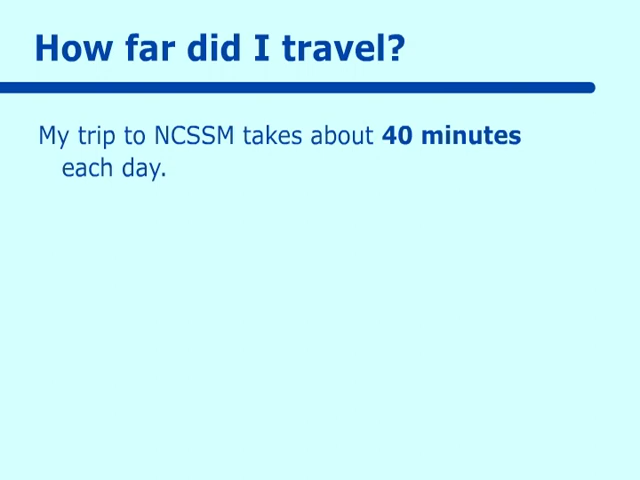 How far did I travel?
My trip to NCSSM takes about 40 minutes
each day.